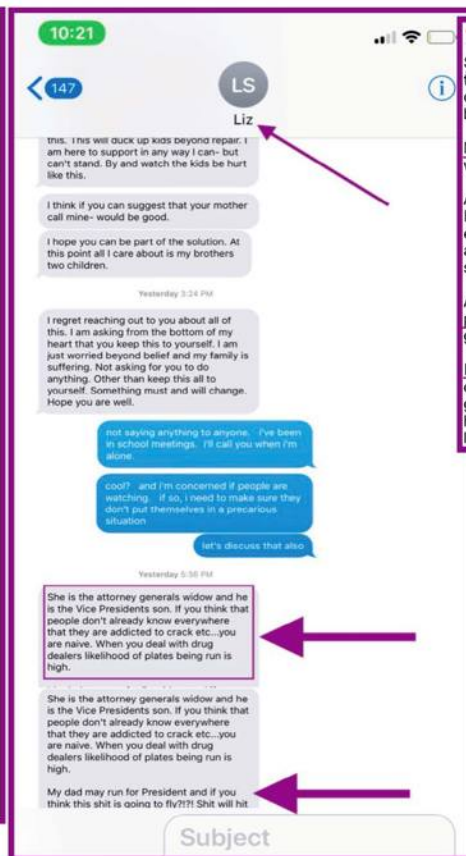 10:21
147
LS
Liz
this. This will duck up kids beyond repair. I
am here to support in any way I can- but
can't stand. By and watch the kids be hurt
like this.
I think if you can suggest that your mother
call mine- would be good.
I hope you can be part of the solution. At
this point all I care about is my brothers
two children.
Yesterday 3:24 PM
I regret reaching out to you about all of
this. I am asking from the bottom of my
heart that you keep this to yourself. I am
just worried beyond belief and my family is
suffering. Not asking for you to do
anything. Other than keep this all to
yourself. Something must and will change.
Hope you are well.
not saying anything to anyone. i've been
in school meetings. i'll call you when i'm
alone.
cool? and i'm concerned if people are
watching. if so, i need to make sure they
don't put themselves in a precarious
situation
let's discuss that also
Yesterday 5:36 PM
She is the attorney generals widow and he
is the Vice Presidents son. If you think that
people don't already know everywhere
that they are addicted to crack etc...you
are naive. When you deal with drug
dealers likelihood of plates being run is
high.
She is the attorney generals widow and he
is the Vice Presidents son. If you think that
people don't already know everywhere
that they are addicted to crack etc...you
are naive. When you deal with drug
dealers likelihood of plates being run is
high.
My dad may run for President and if you
think this shit is going to fly?!?! Shit will hit
Subject